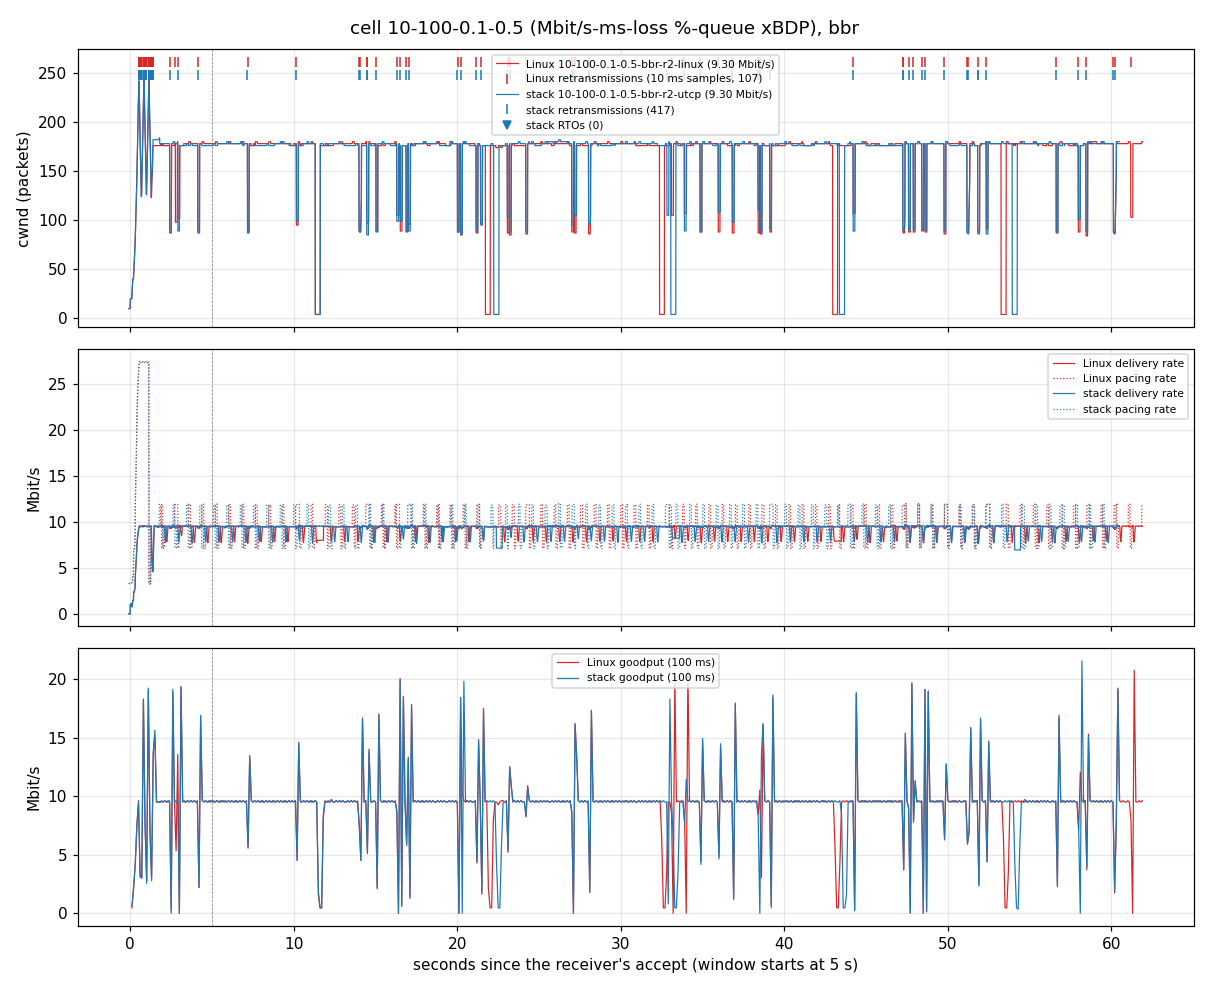 cell 10-100-0.1-0.5 (Mbit/s-ms-loss %-queue xBDP), bbr
cwnd (packets)
250
200
150
100
50
0
Linux 10-100-0.1-0.5-bbr-r2-linux (9.30 Mbit/s)
Linux retransmissions (10 ms samples, 107)
stack 10-100-0.1-0.5-bbr-r2-utcp (9.30 Mbit/s)
stack retransmissions (417)
stack RTOs (0)
Mbit/s
25
20
15
10
5
0
Linux delivery rate
Linux pacing rate
stack delivery rate
stack pacing rate
Mbit/s
20
15
10
5
0
Linux goodput (100 ms)
stack goodput (100 ms)
0 10 20 30 40 50 60
seconds since the receiver's accept (window starts at 5 s)